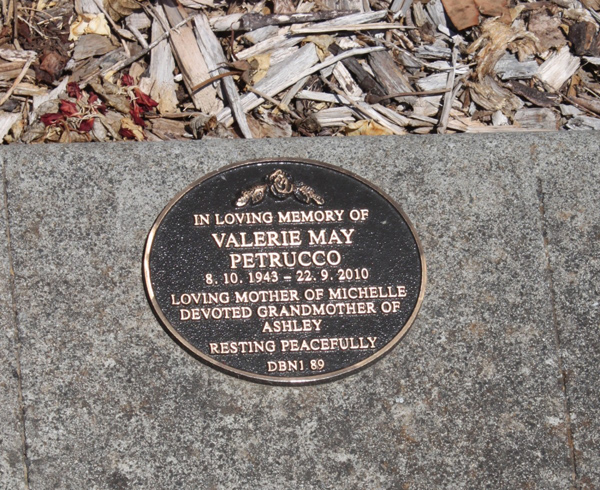 IN LOVING MEMORY OF
VALERIE MAY
PETRUCCO
8. 10. 1943 - 22. 9. 2010
LOVING MOTHER OF MICHELLE
DEVOTED GRANDMOTHER OF
ASHLEY
RESTING PEACEFULLY
DBN1 89